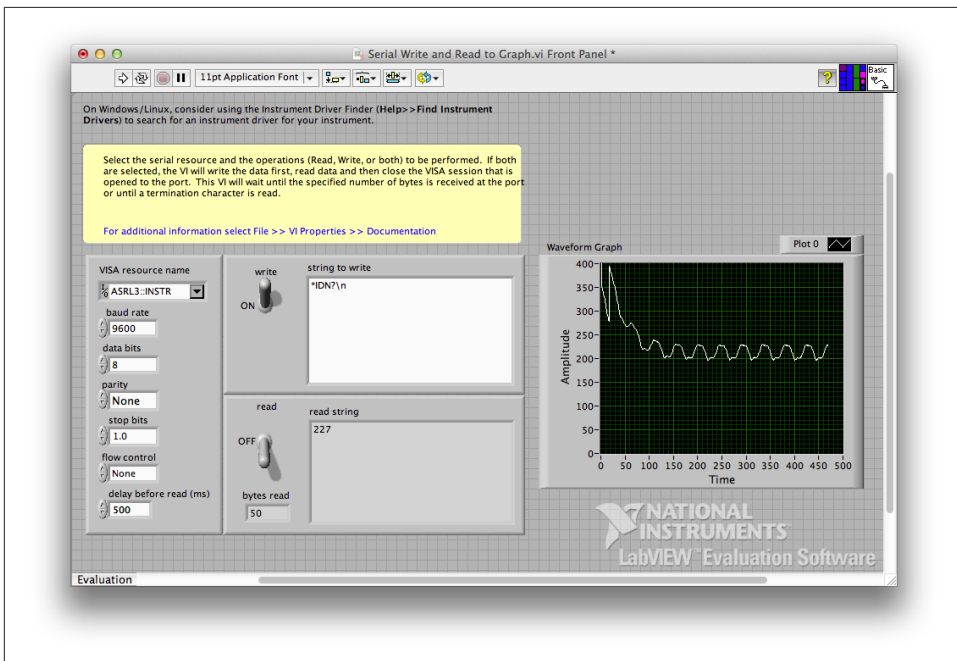 Serial Write and Read to Graph.vi Front Panel *
11pt Application Font
?
Basic
On Windows/Linux, consider using the Instrument Driver Finder (Help>>Find Instrument
Drivers) to search for an instrument driver for your instrument.
Select the serial resource and the operations (Read, Write, or both) to be performed. If both
are selected, the VI will write the data first, read data and then close the VISA session that is
opened to the port. This VI will wait until the specified number of bytes is received at the port
or until a termination character is read.
For additional information select File >> VI Properties >> Documentation
VISA resource name
ASRL3::INSTR
baud rate
9600
data bits
8
parity
None
stop bits
1.0
flow control
None
delay before read (ms)
500
write
ON
string to write
*IDN?\n
read
OFF
bytes read
50
read string
227
Waveform Graph
Plot 0
Amplitude
400
350
300
250
200
150
100
50
0
0 50 100 150 200 250 300 350 400 450 500
Time
NATIONAL
INSTRUMENTS
LabVIEW™ Evaluation Software
Evaluation